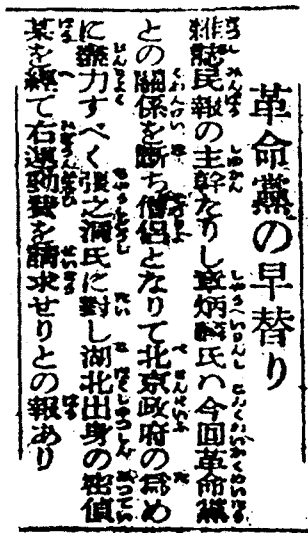 革命黨の早替り
雜誌民報の主幹たりし章炳麟氏ハ今回革命黨
との關係を斷ち僧侶となりて北京政府の爲め
に盡力すべく張之洞氏に對し湖北出身の密偵
某を經て右運動費を請求せりとの報あり